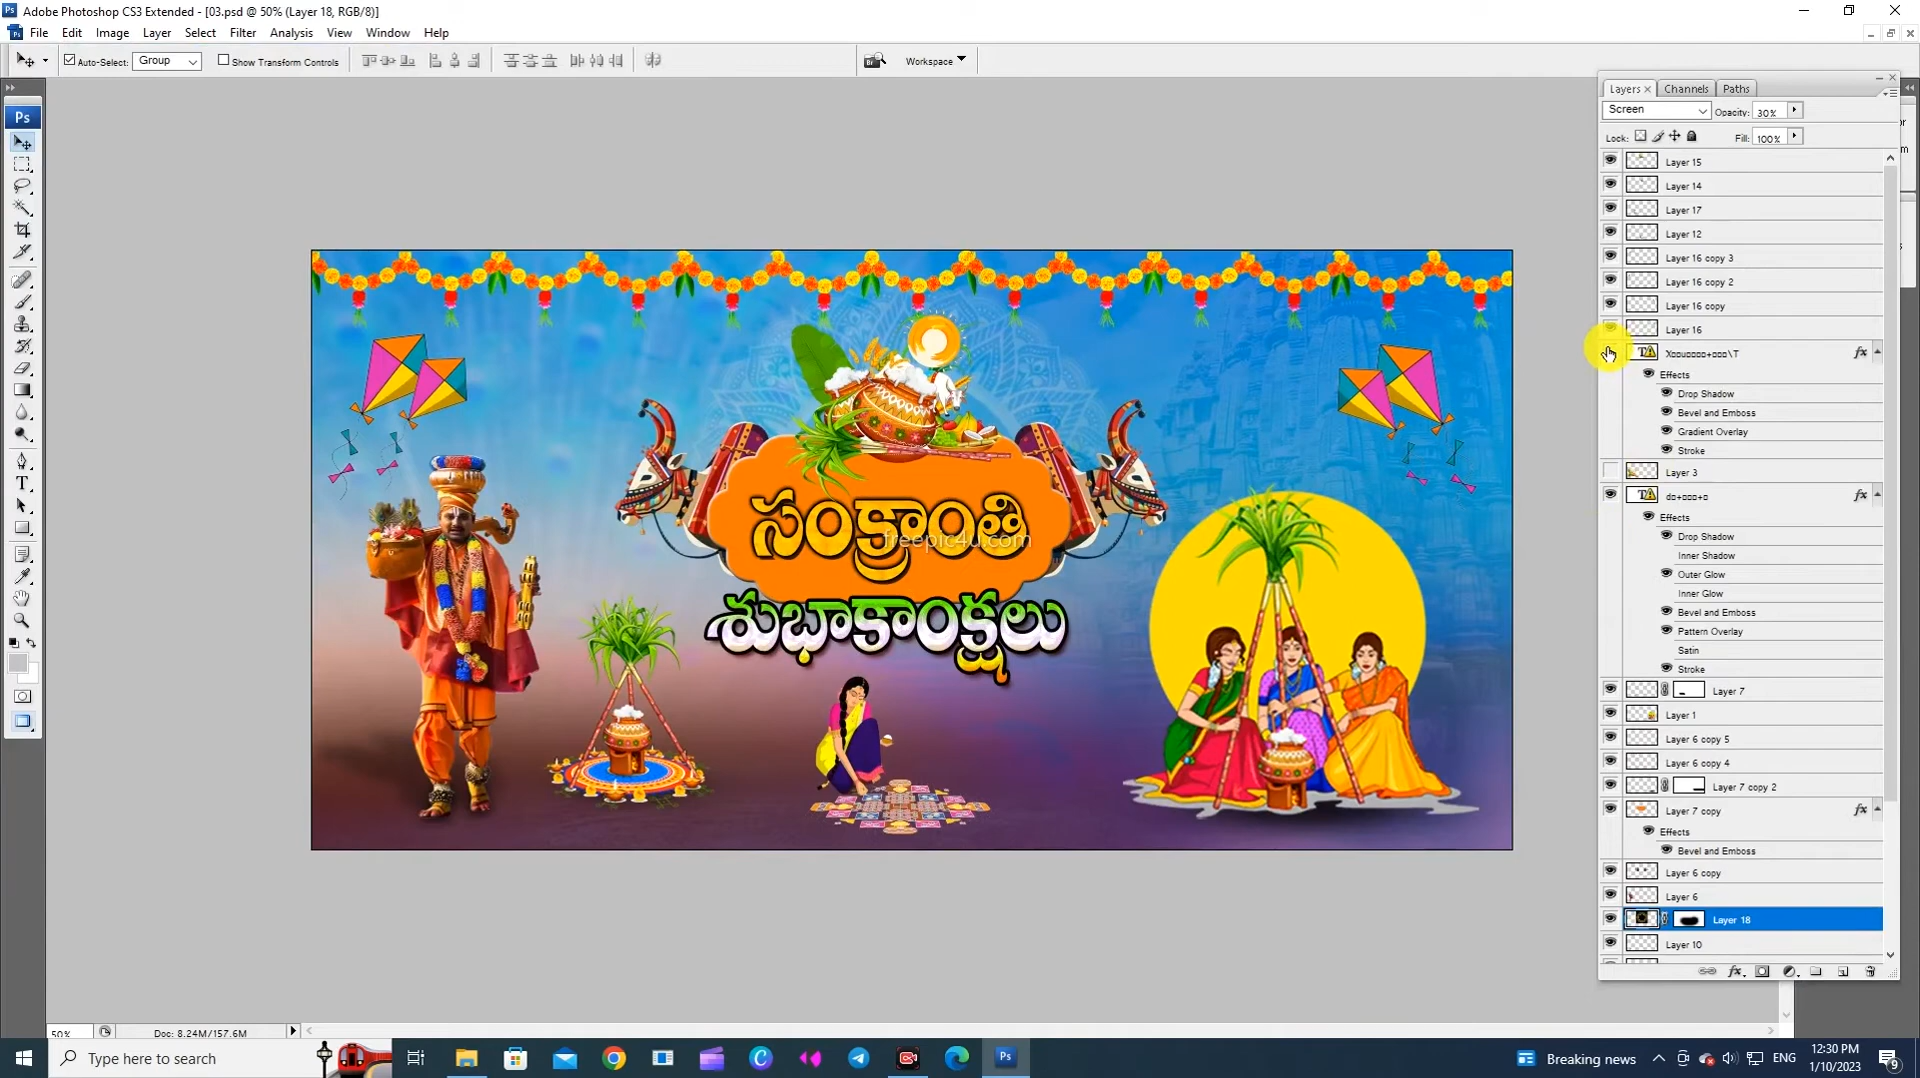 Adobe Photoshop CS3 Extended - [03.psd @ 50% (Layer 18, RGB/8)]
File Edit Image Layer Select Filter Analysis View Window Help
Auto-Select: Group Show Transform Controls Workspace
Layers Channels Paths
Screen Opacity: 30%
Lock: Fill: 100%
Layer 15
Layer 14
Layer 17
Layer 12
Layer 16 copy 3
Layer 16 copy 2
Layer 16 copy
Layer 16
Effects
Drop Shadow
Bevel and Emboss
Gradient Overlay
Stroke
Layer 3
Effects
Drop Shadow
Inner Shadow
Outer Glow
Inner Glow
Bevel and Emboss
Pattern Overlay
Satin
Stroke
Layer 7
Layer 1
Layer 6 copy 5
Layer 6 copy 4
Layer 7 copy 2
Layer 7 copy
Effects
Bevel and Emboss
Layer 6 copy
Layer 6
Layer 18
Layer 10
సంక్రాంతి
freepic4u.com
శుభాకాంక్షలు
50% Doc: 8.24M/157.6M
Type here to search
Breaking news
ENG
12:30 PM
1/10/2023
9